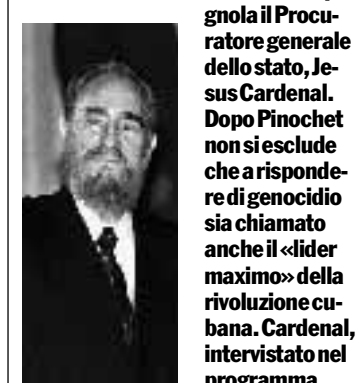 gnola il Procu-
ratore generale
dello stato, Je-
sus Cardenal.
Dopo Pinochet
non si esclude
che a risponde-
re di genocidio
sia chiamato
anche il «lider
maximo» della
rivoluzione cu-
bana. Cardenal,
intervistato nel
programma